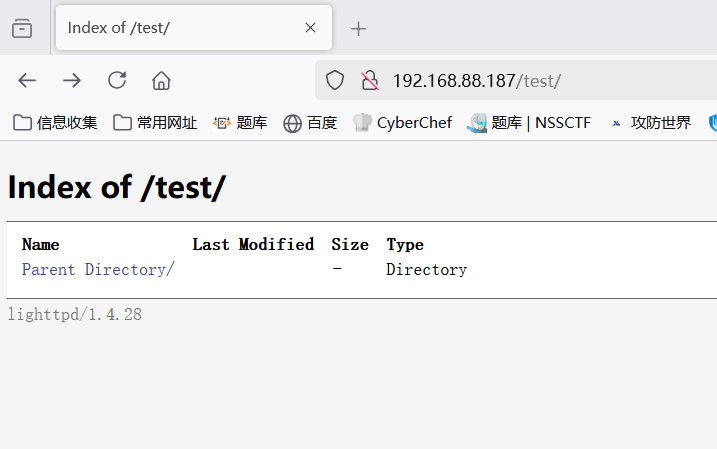 Index of /test/
192.168.88.187/test/
信息收集 常用网址 题库 百度 CyberChef 题库 | NSSCTF 攻防世界
Index of /test/
Name Last Modified Size Type
Parent Directory/ - Directory
lighttpd/1.4.28